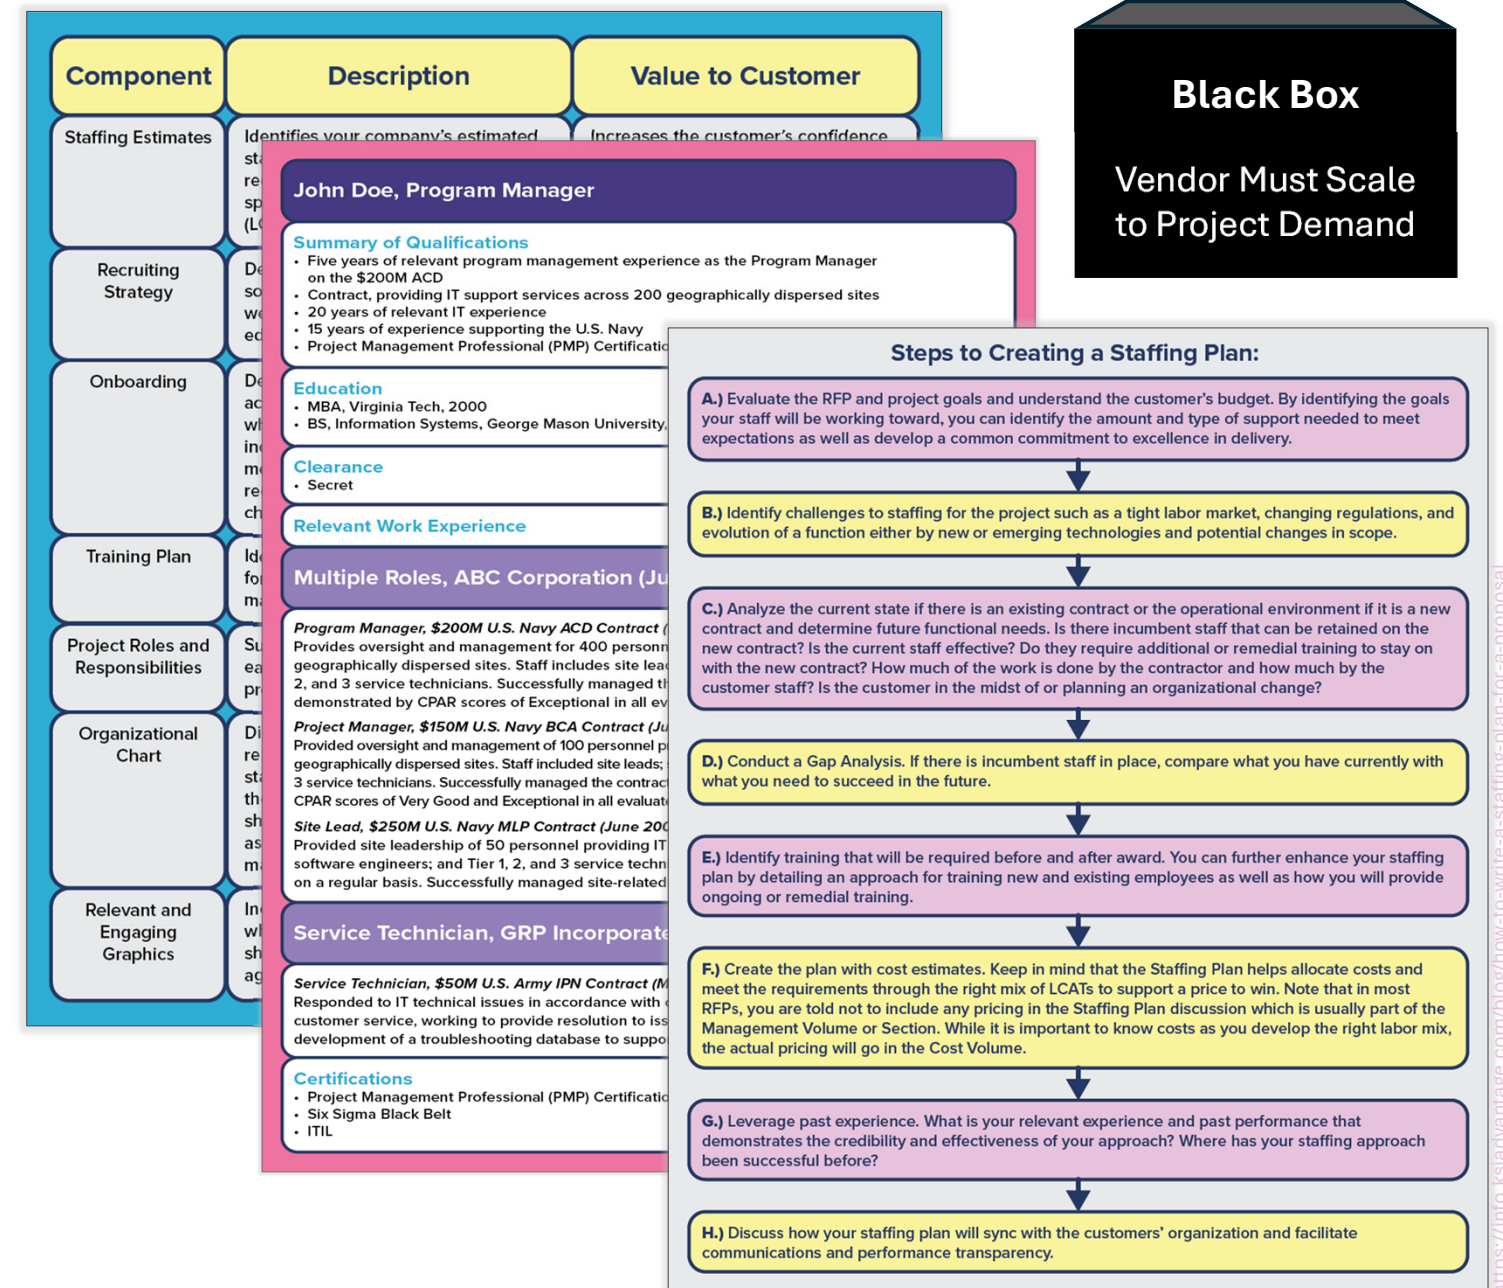 Component
Description
Value to Customer
Staffing Estimates
Identifies your company's estimated
Increases the customer's confidence
Recruiting
Strategy
Onboarding
Training Plan
Project Roles and
Responsibilities
Organizational
Chart
Relevant and
Engaging
Graphics
John Doe, Program Manager
Summary of Qualifications
• Five years of relevant program management experience as the Program Manager
on the $200M ACD
• Contract, providing IT support services across 200 geographically dispersed sites
• 20 years of relevant IT experience
• 15 years of experience supporting the U.S. Navy
• Project Management Professional (PMP)
Education
• MBA, Virginia Tech, 2000
• BS, Information Systems, George Mason University,
Clearance
• Secret
Relevant Work Experience
Multiple Roles, ABC Corporation
Program Manager, $200M U.S. Navy ACD Contract
Provides oversight and management for 400
geographically dispersed sites. Staff includes site
2, and 3 service technicians. Successfully managed
demonstrated by CPAR scores of Exceptional in all
Project Manager, $150M U.S. Navy BCA Contract
Provided oversight and management of 100 personnel
geographically dispersed sites. Staff included site leads;
3 service technicians. Successfully managed the
CPAR scores of Very Good and Exceptional in all
Site Lead, $250M U.S. Navy MLP Contract (June
Provided site leadership of 50 personnel providing IT
software engineers; and Tier 1, 2, and 3 service
on a regular basis. Successfully managed site-related
Service Technician, GRP
Service Technician, $50M U.S. Army IPN Contract
Responded to IT technical issues in accordance with
customer service, working to provide resolution to
development of a troubleshooting database to
Certifications
• Project Management Professional (PMP)
• Six Sigma Black Belt
• ITIL
Black Box
Vendor Must Scale
to Project Demand
Steps to Creating a Staffing Plan:
A.) Evaluate the RFP and project goals and understand the customer's budget. By identifying the goals
your staff will be working toward, you can identify the amount and type of support needed to meet
expectations as well as develop a common commitment to excellence in delivery.
B.) Identify challenges to staffing for the project such as a tight labor market, changing regulations, and
evolution of a function either by new or emerging technologies and potential changes in scope.
C.) Analyze the current state if there is an existing contract or the operational environment if it is a new
contract and determine future functional needs. Is there incumbent staff that can be retained on the
new contract? Is the current staff effective? Do they require additional or remedial training to stay on
with the new contract? How much of the work is done by the contractor and how much by the
customer staff? Is the customer in the midst of or planning an organizational change?
D.) Conduct a Gap Analysis. If there is incumbent staff in place, compare what you have currently with
what you need to succeed in the future.
E.) Identify training that will be required before and after award. You can further enhance your staffing
plan by detailing an approach for training new and existing employees as well as how you will provide
ongoing or remedial training.
F.) Create the plan with cost estimates. Keep in mind that the Staffing Plan helps allocate costs and
meet the requirements through the right mix of LCATs to support a price to win. Note that in most
RFPs, you are told not to include any pricing in the Staffing Plan discussion which is usually part of the
Management Volume or Section. While it is important to know costs as you develop the right labor mix,
the actual pricing will go in the Cost Volume.
G.) Leverage past experience. What is your relevant experience and past performance that
demonstrates the credibility and effectiveness of your approach? Where has your staffing approach
been successful before?
H.) Discuss how your staffing plan will sync with the customers' organization and facilitate
communications and performance transparency.
https://info.ksiadvantage.com/blog/how-to-write-a-staffing-plan-for-a-proposal